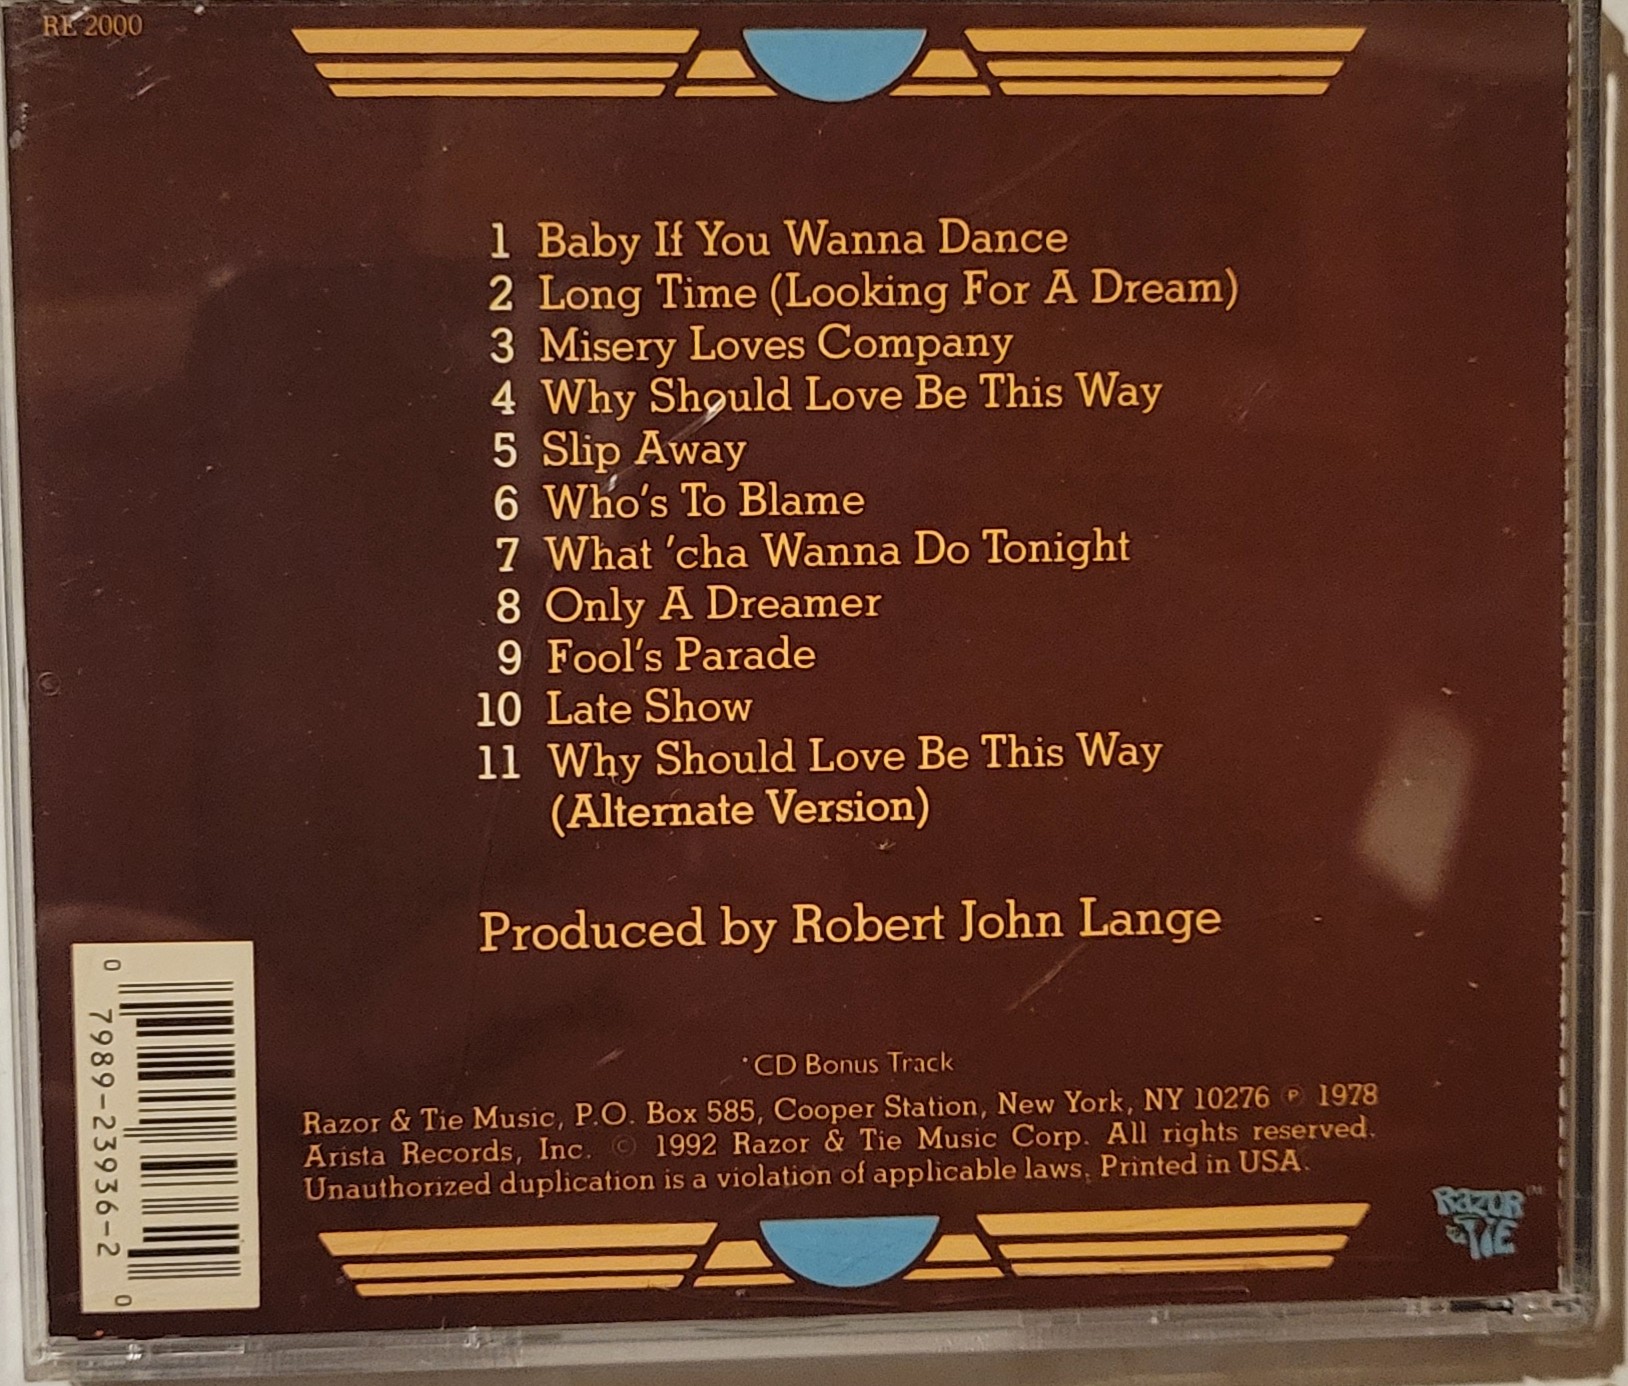 RE 2000
1 Baby If You Wanna Dance
2 Long Time (Looking For A Dream)
3 Misery Loves Company
4 Why Should Love Be This Way
5 Slip Away
6 Who's To Blame
7 What 'cha Wanna Do Tonight
8 Only A Dreamer
9 Fool's Parade
10 Late Show
11 Why Should Love Be This Way
(Alternate Version)
Produced by Robert John Lange
•CD Bonus Track
Razor & Tie Music, P.O. Box 585, Cooper Station, New York, NY 10276 ℗ 1978
Arista Records, Inc. © 1992 Razor & Tie Music Corp. All rights reserved.
Unauthorized duplication is a violation of applicable laws. Printed in USA.
0 7989-23936-2 0
RAZOR™
& TIE